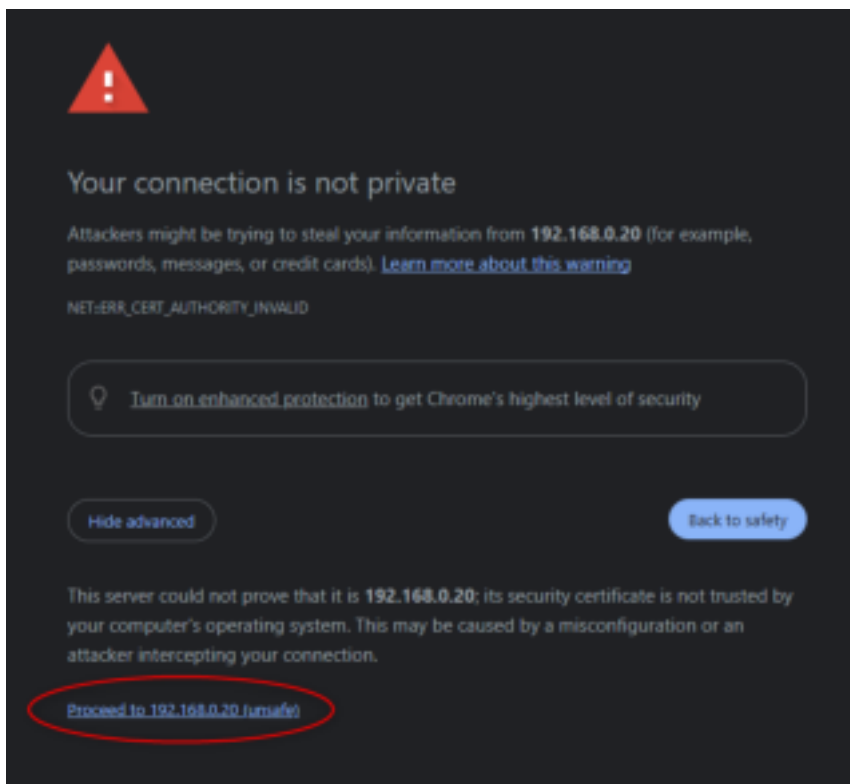 Your connection is not private
Attackers might be trying to steal your information from 192.168.0.20 (for example,
passwords, messages, or credit cards). Learn more about this warning
NET::ERR_CERT_AUTHORITY_INVALID
Turn on enhanced protection to get Chrome's highest level of security
Hide advanced
Back to safety
This server could not prove that it is 192.168.0.20; its security certificate is not trusted by
your computer's operating system. This may be caused by a misconfiguration or an
attacker intercepting your connection.
Proceed to 192.168.0.20 (unsafe)